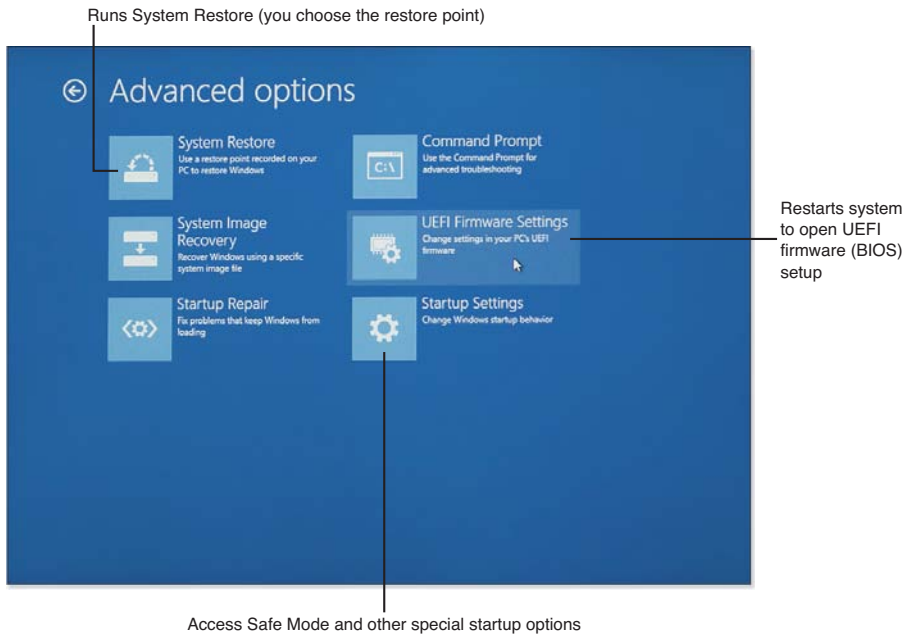 Runs System Restore (you choose the restore point)
Advanced options
System Restore
Use a restore point recorded on your
PC to restore Windows
Command Prompt
Use the Command Prompt for
advanced troubleshooting
C:\
System Image
Recovery
Recover Windows using a specific
system image file
UEFI Firmware Settings
Change settings in your PC's UEFI
firmware
Startup Repair
Fix problems that keep Windows from
loading
Startup Settings
Change Windows startup behavior
Restarts system
to open UEFI
firmware (BIOS)
setup
Access Safe Mode and other special startup options